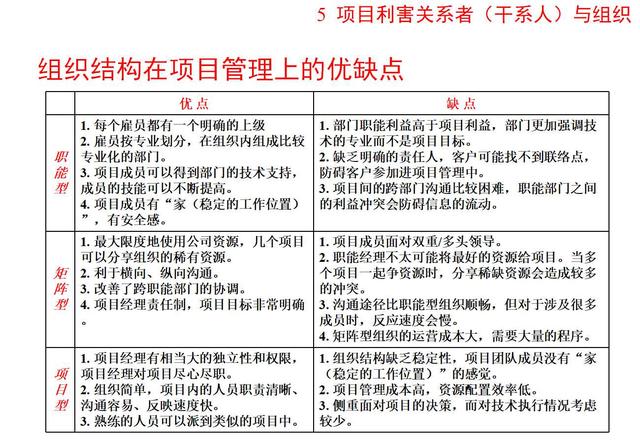 5 项目利害关系者（干系人）与组织
组织结构在项目管理上的优缺点
优 点
缺 点
职能型
1. 每个雇员都有一个明确的上级
2. 雇员按专业划分，在组织内组成比较
专业化的部门。
3. 项目成员可以得到部门的技术支持，
成员的技能可以不断提高。
4. 项目成员有“家（稳定的工作位置）
”，有安全感。
1. 部门职能利益高于项目利益，部门更加强调技
术的专业而不是项目目标。
2. 缺乏明确的责任人，客户可能找不到联络点，
防碍客户参加进项目管理中。
3. 项目间的跨部门沟通比较困难，职能部门之间
的利益冲突会防碍信息的流动。
矩阵型
1. 最大限度地使用公司资源，几个项目
可以分享组织的稀有资源。
2. 利于横向、纵向沟通。
3. 改善了跨职能部门的协调。
4. 项目经理责任制，项目目标非常明确
。
1. 项目成员面对双重/多头领导。
2. 职能经理不太可能将最好的资源给项目。当多
个项目一起争资源时，分享稀缺资源会造成较多
的冲突。
3. 沟通途径比职能型组织顺畅，但对于涉及很多
成员时，反应速度会慢。
4. 矩阵型组织的运营成本大，需要大量的程序。
项目型
1. 项目经理有相当大的独立性和权限，
项目经理对项目尽心尽职。
2. 组织简单，项目内的人员职责清晰、
沟通容易、反映速度快。
3. 熟练的人员可以派到类似的项目中。
1. 组织结构缺乏稳定性，项目团队成员没有“家
（稳定的工作位置）”的感觉。
2. 项目管理成本高，资源配置效率低。
3. 侧重面对项目的决策，而对技术执行情况考虑
较少。